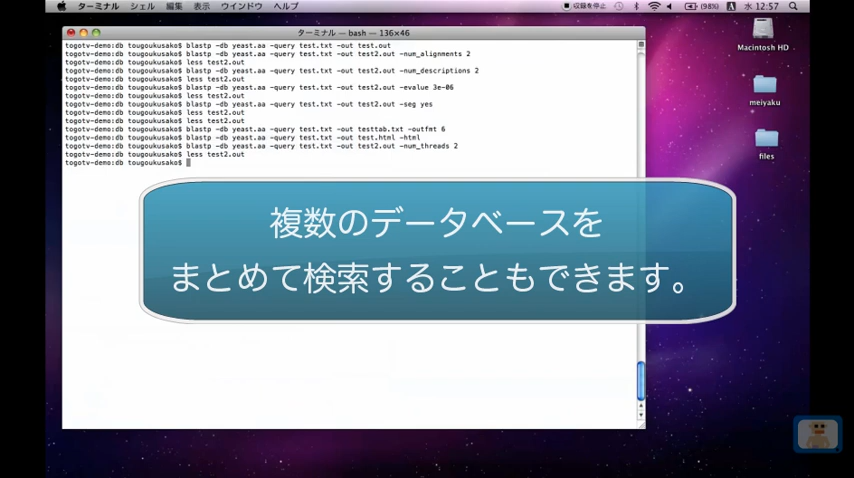 ターミナル シェル 編集 表示 ウインドウ ヘルプ
収録を停止 (98%) A 水 12:57
ターミナル — bash — 136×46
togotv-demo:db tougoukusako$ blastp -db yeast.aa -query test.txt -out test.out
togotv-demo:db tougoukusako$ blastp -db yeast.aa -query test.txt -out test2.out -num_alignments 2
togotv-demo:db tougoukusako$ less test2.out
togotv-demo:db tougoukusako$ blastp -db yeast.aa -query test.txt -out test2.out -num_descriptions 2
togotv-demo:db tougoukusako$ less test2.out
togotv-demo:db tougoukusako$ blastp -db yeast.aa -query test.txt -out test2.out -evalue 3e-06
togotv-demo:db tougoukusako$ less test2.out
togotv-demo:db tougoukusako$ blastp -db yeast.aa -query test.txt -out test2.out -seg yes
togotv-demo:db tougoukusako$ less test2.out
togotv-demo:db tougoukusako$ less test2.out
togotv-demo:db tougoukusako$ blastp -db yeast.aa -query test.txt -out testtab.txt -outfmt 6
togotv-demo:db tougoukusako$ blastp -db yeast.aa -query test.txt -out test.html -html
togotv-demo:db tougoukusako$ blastp -db yeast.aa -query test.txt -out test2.out -num_threads 2
togotv-demo:db tougoukusako$ less test2.out
togotv-demo:db tougoukusako$
Macintosh HD
meiyaku
files
複数のデータベースを
まとめて検索することもできます。